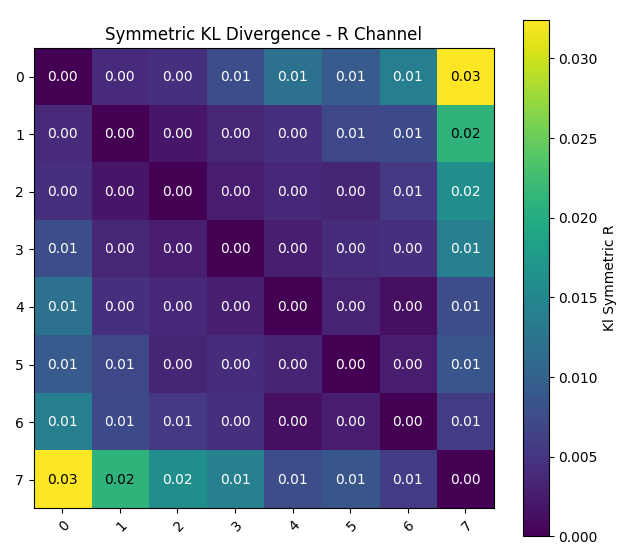 Symmetric KL Divergence - R Channel
0 0.00 0.00 0.00 0.01 0.01 0.01 0.01 0.03
1 0.00 0.00 0.00 0.00 0.00 0.01 0.01 0.02
2 0.00 0.00 0.00 0.00 0.00 0.00 0.01 0.02
3 0.01 0.00 0.00 0.00 0.00 0.00 0.00 0.01
4 0.01 0.00 0.00 0.00 0.00 0.00 0.00 0.01
5 0.01 0.01 0.00 0.00 0.00 0.00 0.00 0.01
6 0.01 0.01 0.01 0.00 0.00 0.00 0.00 0.01
7 0.03 0.02 0.02 0.01 0.01 0.01 0.01 0.00
0 1 2 3 4 5 6 7
0.030
0.025
0.020
0.015
0.010
0.005
0.000
Kl Symmetric R